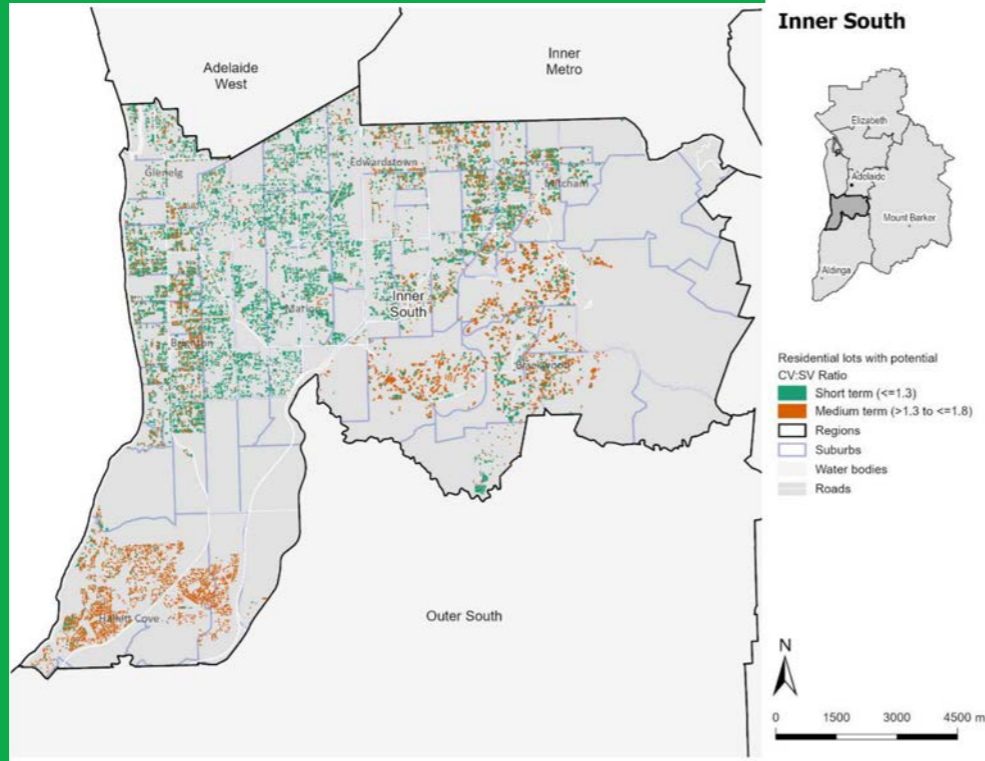 Inner South
Adelaide
West
Inner
Metro
Glenelg
Edwardstown
Mitcham
Inner
South
Marion
Brighton
Blackwood
Hallett Cove
Outer South
Elizabeth
Adelaide
Mount Barker
Aldinga
Residential lots with potential
CV:SV Ratio
Short term (<=1.3)
Medium term (>1.3 to <=1.8)
Regions
Suburbs
Water bodies
Roads
N
0 1500 3000 4500 m